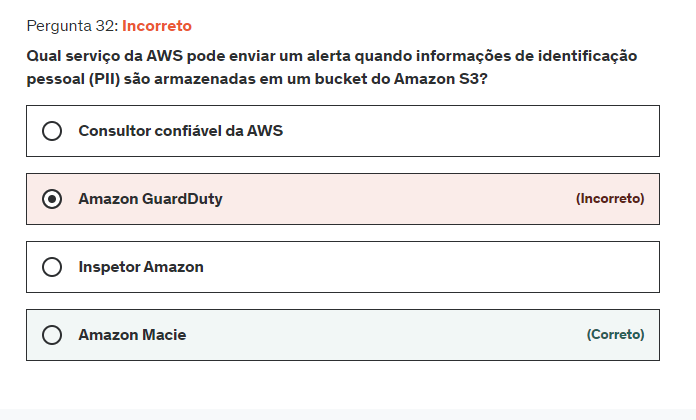 Pergunta 32: Incorreto
Qual serviço da AWS pode enviar um alerta quando informações de identificação
pessoal (PII) são armazenadas em um bucket do Amazon S3?
Consultor confiável da AWS
Amazon GuardDuty (Incorreto)
Inspetor Amazon
Amazon Macie (Correto)